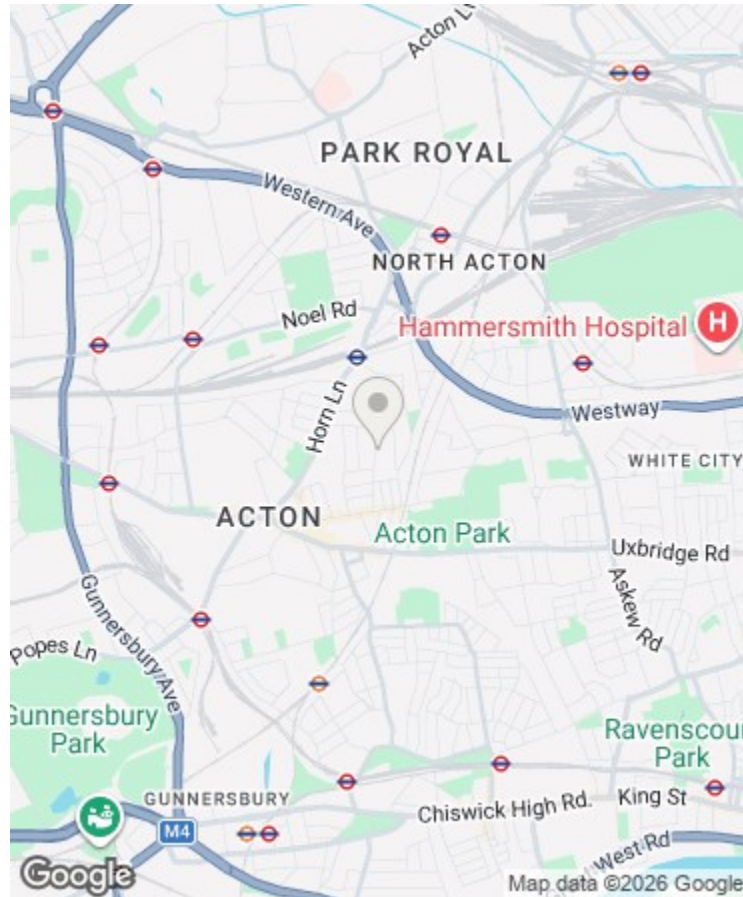 Acton
PARK ROYAL
Western Ave
NORTH ACTON
Noel Rd
Hammersmith Hospital
H
Horn Ln
Westway
WHITE CITY
ACTON
Acton Park
Uxbridge Rd
Askew Rd
Gunnersbury Ave
Popes Ln
Gunnersbury
Park
Ravenscou
Park
GUNNERSBURY
Chiswick High Rd.
King St
M4
West Rd
Google
Map data ©2026 Google